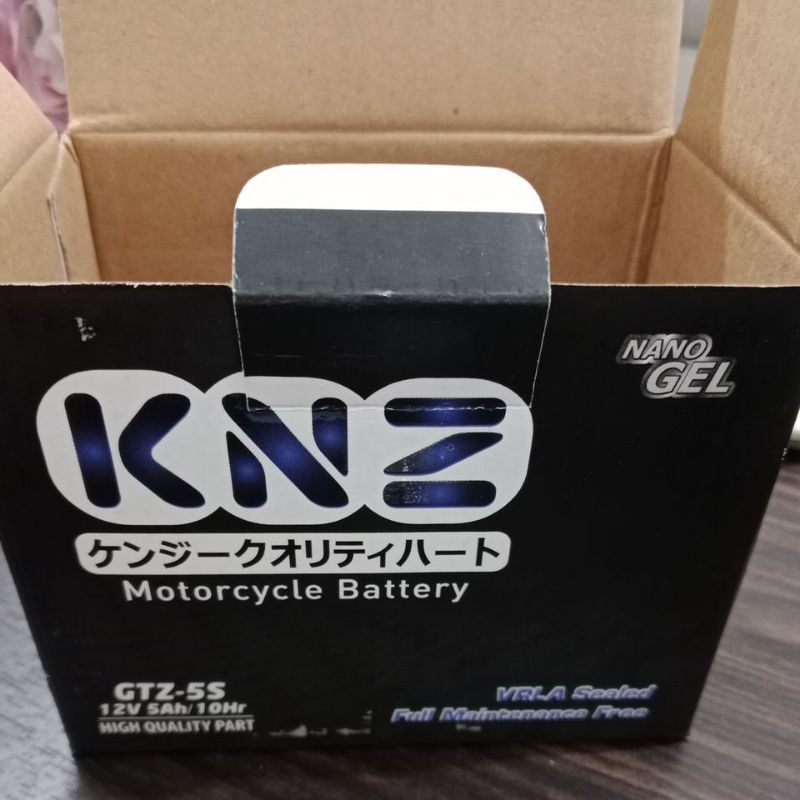 NANO
GEL
KNZ
ケンジークオリティハート
Motorcycle Battery
GTZ-5S
12V 5Ah/10Hr
HIGH QUALITY PART
VRLA Sealed
Full Maintenance Free